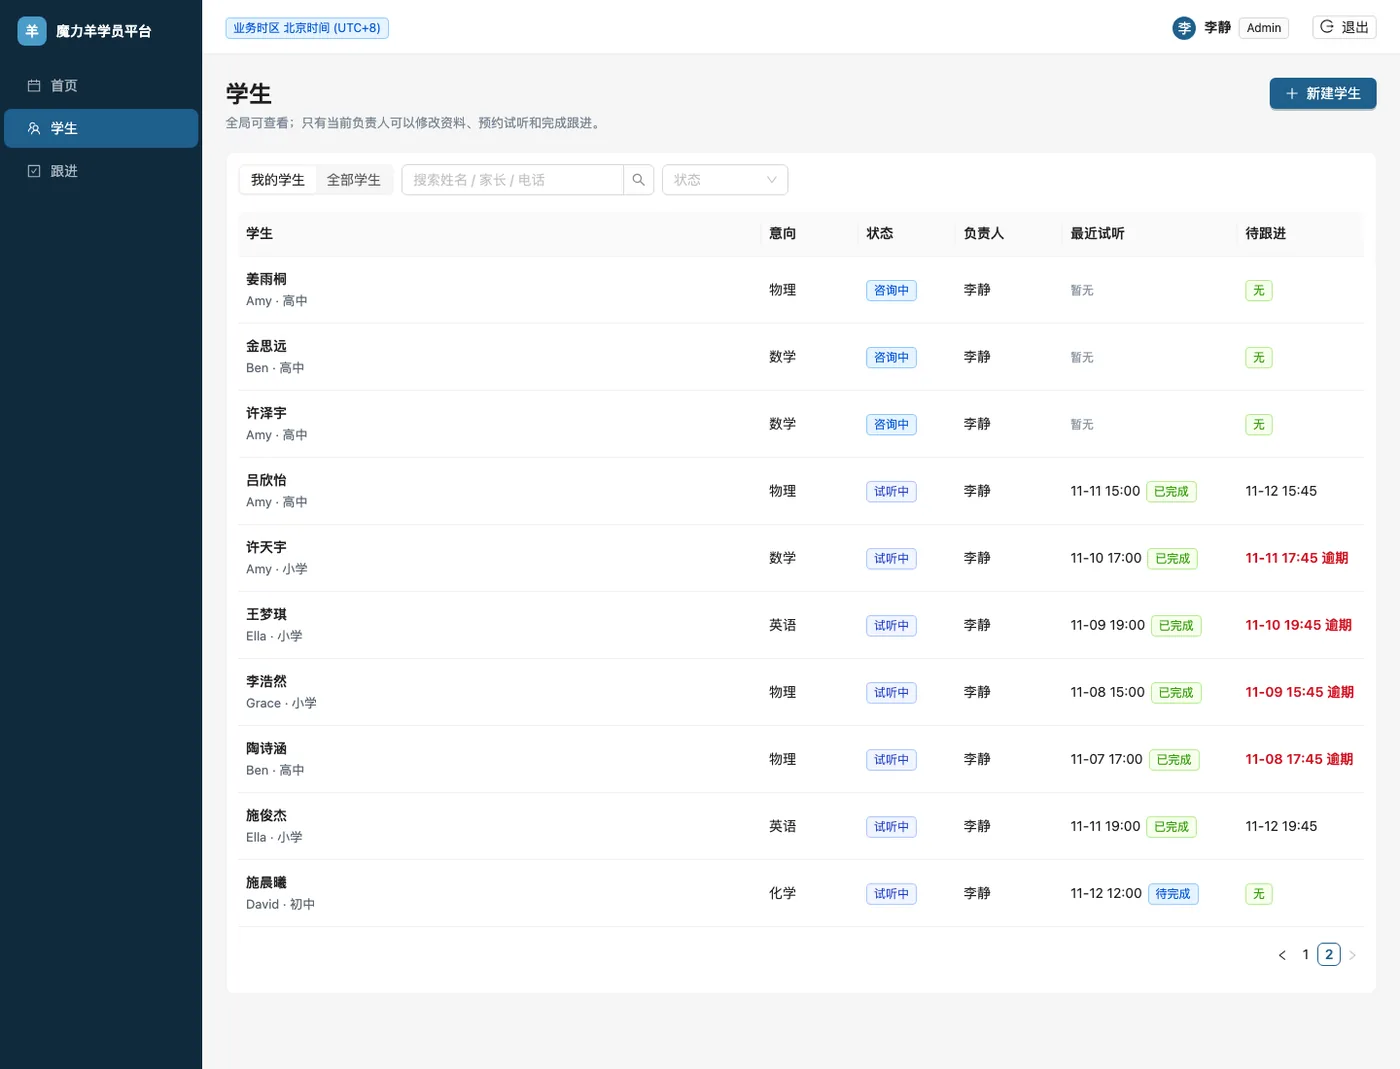 羊 魔力羊学员平台
首页
学生
跟进
业务时区 北京时间 (UTC+8)
李 李静 Admin 退出
学生
全局可查看；只有当前负责人可以修改资料、预约试听和完成跟进。
新建学生
我的学生 全部学生 搜索姓名 / 家长 / 电话 状态
学生 意向 状态 负责人 最近试听 待跟进
姜雨桐
Amy · 高中
物理 咨询中 李静 暂无 无
金思远
Ben · 高中
数学 咨询中 李静 暂无 无
许泽宇
Amy · 高中
数学 咨询中 李静 暂无 无
吕欣怡
Amy · 高中
物理 试听中 李静 11-11 15:00 已完成 11-12 15:45
许天宇
Amy · 小学
数学 试听中 李静 11-10 17:00 已完成 11-11 17:45 逾期
王梦琪
Ella · 小学
英语 试听中 李静 11-09 19:00 已完成 11-10 19:45 逾期
李浩然
Grace · 小学
物理 试听中 李静 11-08 15:00 已完成 11-09 15:45 逾期
陶诗涵
Ben · 高中
物理 试听中 李静 11-07 17:00 已完成 11-08 17:45 逾期
施俊杰
Ella · 小学
英语 试听中 李静 11-11 19:00 已完成 11-12 19:45
施晨曦
David · 初中
化学 试听中 李静 11-12 12:00 待完成 无
1 2